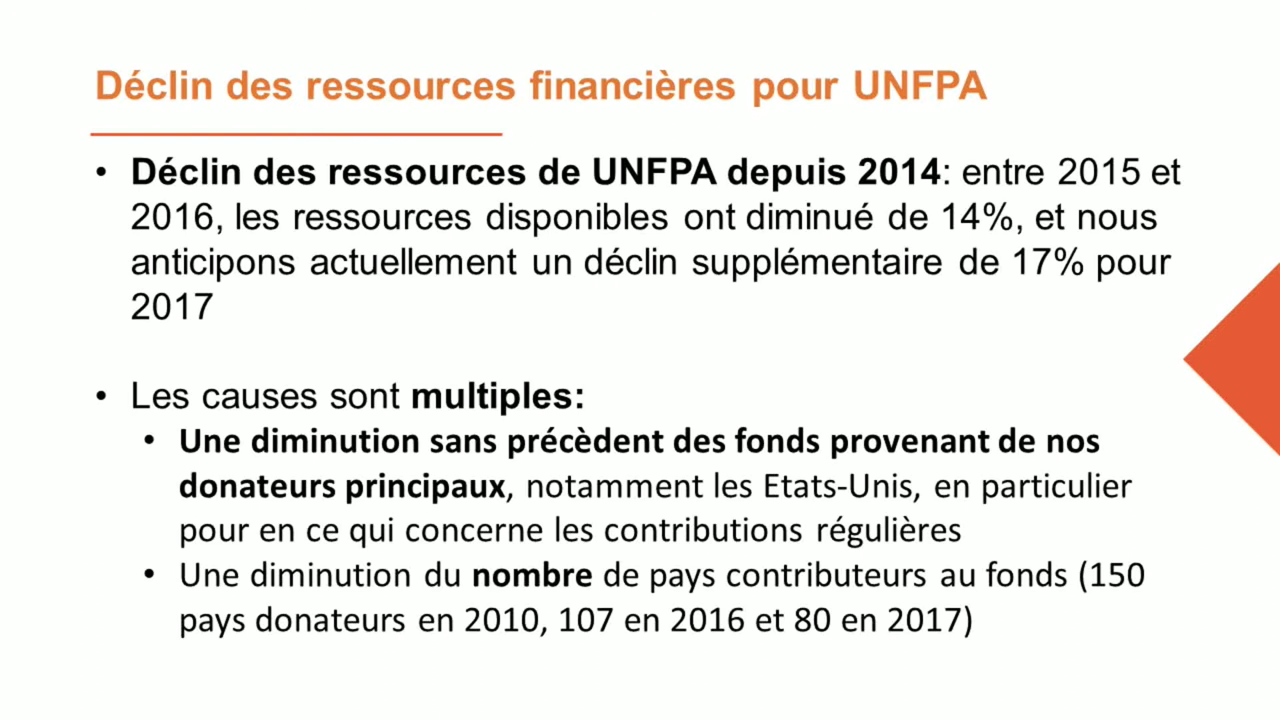 Déclin des ressources financières pour UNFPA
• Déclin des ressources de UNFPA depuis 2014: entre 2015 et
2016, les ressources disponibles ont diminué de 14%, et nous
anticipons actuellement un déclin supplémentaire de 17% pour
2017
• Les causes sont multiples:
• Une diminution sans précèdent des fonds provenant de nos
donateurs principaux, notamment les Etats-Unis, en particulier
pour en ce qui concerne les contributions régulières
• Une diminution du nombre de pays contributeurs au fonds (150
pays donateurs en 2010, 107 en 2016 et 80 en 2017)